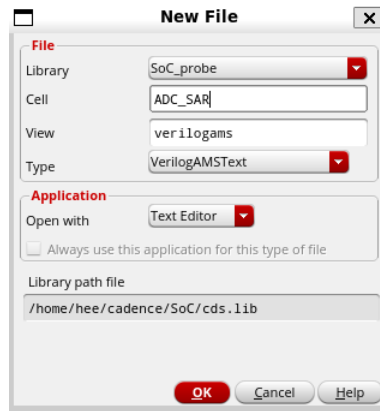 New File
File
Library SoC_probe
Cell ADC_SAR
View verilogams
Type VerilogAMSText
Application
Open with Text Editor
Always use this application for this type of file
Library path file
/home/hee/cadence/SoC/cds.lib
OK Cancel Help